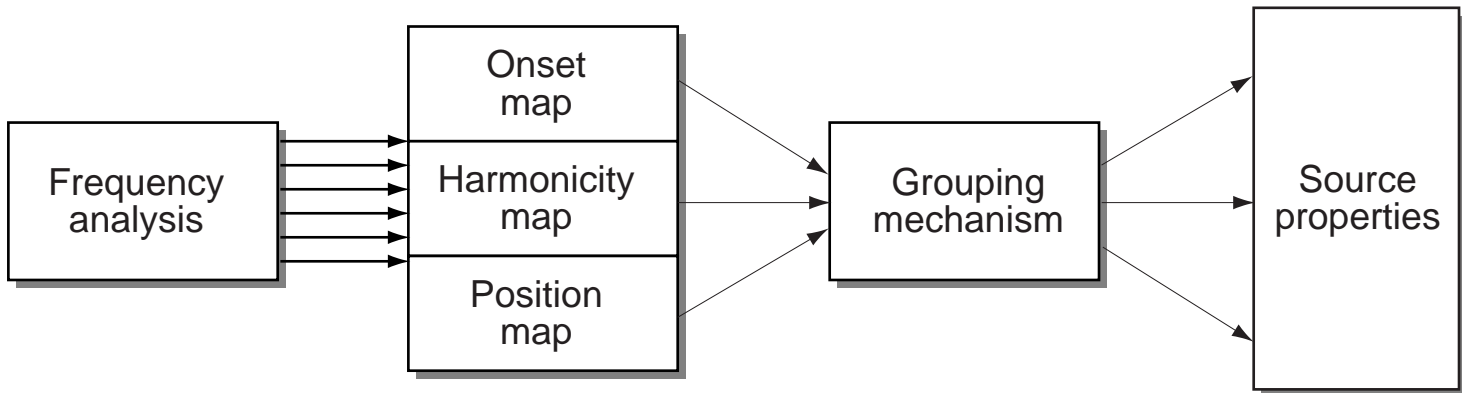 Frequency
analysis
Onset
map
Harmonicity
map
Position
map
Grouping
mechanism
Source
properties